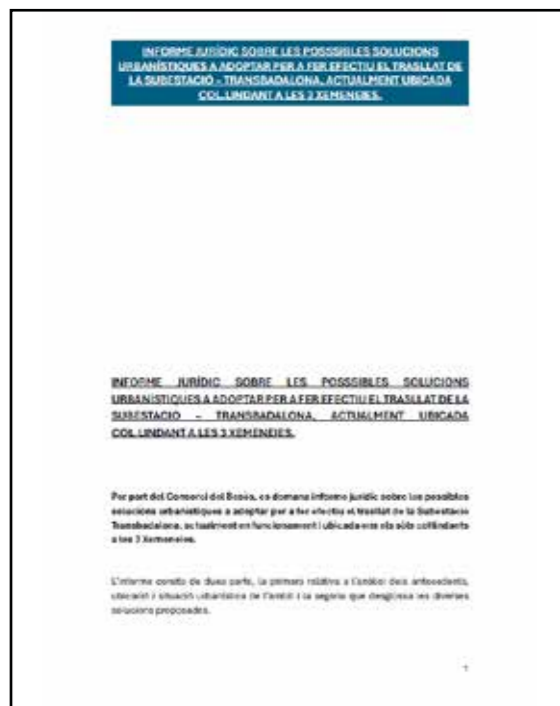 INFORME JURÍDIC SOBRE LES POSSSIBLES SOLUCIONS
URBANÍSTIQUES A ADOPTAR PER A FER EFECTIU EL TRASLLAT DE
LA SUBESTACIÓ – TRANSBADALONA, ACTUALMENT UBICADA
COL.LINDANT A LES 3 XEMENEIES.
INFORME JURÍDIC SOBRE LES POSSSIBLES SOLUCIONS
URBANÍSTIQUES A ADOPTAR PER A FER EFECTIU EL TRASLLAT DE LA
SUBESTACIÓ – TRANSBADALONA, ACTUALMENT UBICADA
COL.LINDANT A LES 3 XEMENEIES.
Per part del Consorci del Besòs, es demana informe jurídic sobre les possibles
solucions urbanístiques a adoptar per a fer efectiu el trasllat de la Subestació
Transbadalona, actualment en funcionament i ubicada en els sòls collindants
a les 3 Xemeneies.
L'informe consta de dues parts, la primera relativa a l'anàlisi dels antecedents,
ubicació i situació urbanística de l'àmbit i la segona que desglossa les diverses
solucions proposades.
1